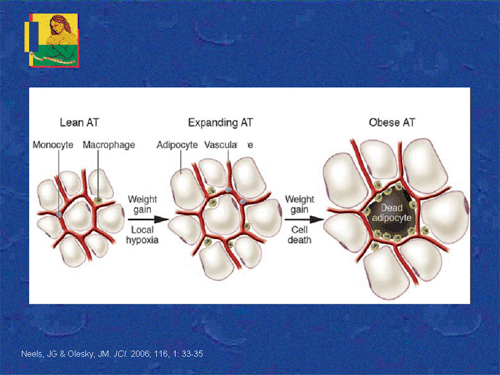 Lean AT
Expanding AT
Obese AT
Monocyte Macrophage
Adipocyte Vascula e
Weight
gain
Local
hypoxia
Weight
gain
Cell
death
Dead
adipocyte
Neels, JG & Olesky, JM. JCI. 2006; 116, 1: 33-35